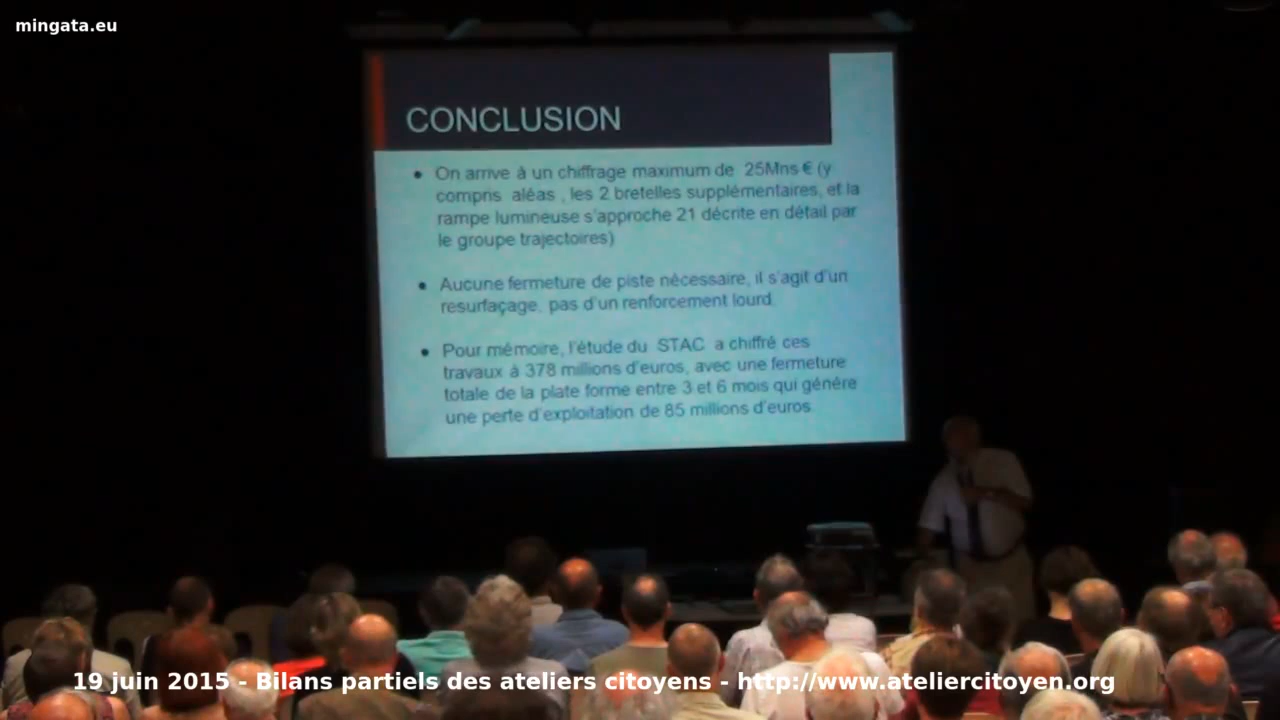 mingata.eu
CONCLUSION
• On arrive à un chiffrage maximum de 25Mns € (y
compris aléas , les 2 bretelles supplémentaires, et la
rampe lumineuse s'approche 21 décrite en détail par
le groupe trajectoires)
• Aucune fermeture de piste nécessaire, il s'agit d'un
resurfaçage, pas d'un renforcement lourd.
• Pour mémoire, l'étude du STAC a chiffré ces
travaux à 378 millions d'euros, avec une fermeture
totale de la plate forme entre 3 et 6 mois qui génére
une perte d'exploitation de 85 millions d'euros.
19 juin 2015 - Bilans partiels des ateliers citoyens - http://www.ateliercitoyen.org